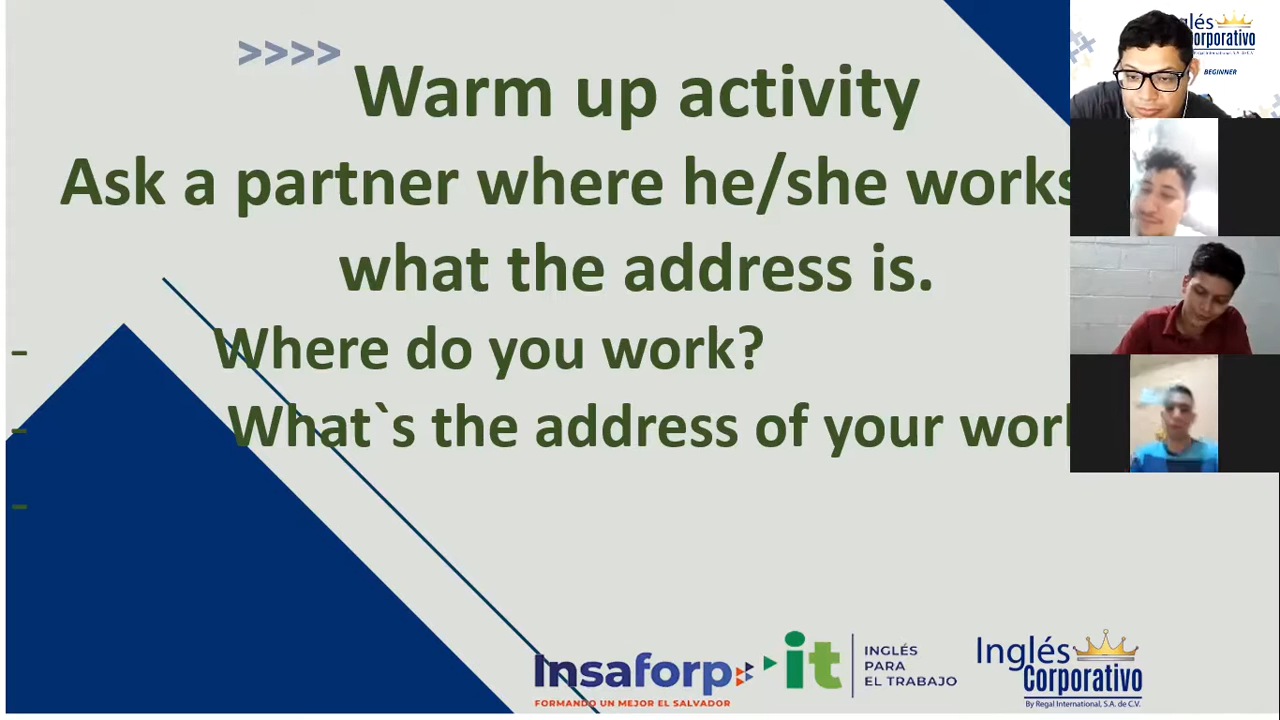 >>>>
Warm up activity
Ask a partner where he/she works
what the address is.
- Where do you work?
- What`s the address of your work
-
Insaforp
FORMANDO UN MEJOR EL SALVADOR
it
INGLÉS
PARA
EL TRABAJO
Inglés
Corporativo
By Regal International, S.A. de C.V.
BEGINNER